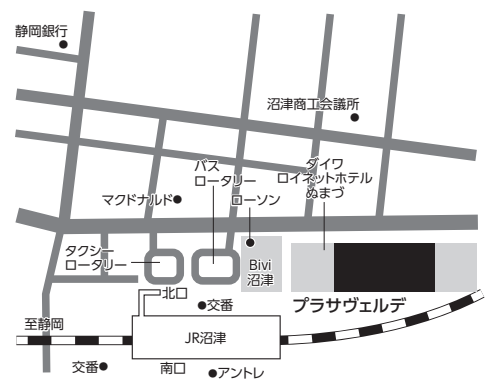 静岡銀行
沼津商工会議所
バス
ロータリー
ダイワ
ロイネットホテル
ぬまづ
マクドナルド
ローソン
タクシー
ロータリー
Bivi
沼津
北口
プラサヴェルデ
交番
至静岡
JR沼津
交番
南口
アントレ